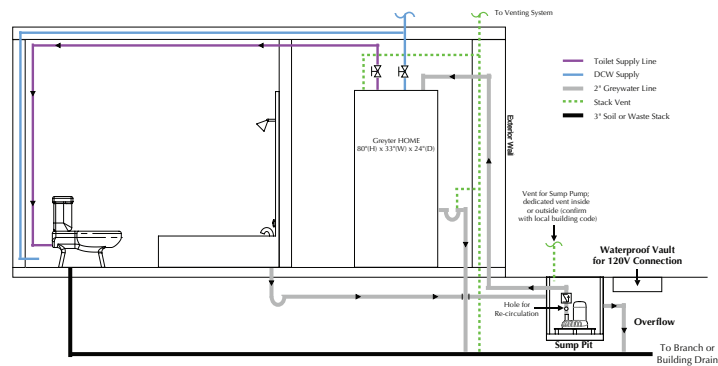 To Venting System
Toilet Supply Line
DCW Supply
2" Greywater Line
Stack Vent
3" Soil or Waste Stack
Greyter HOME
80"(H) x 33"(W) x 24"(D)
Exterior Wall
Vent for Sump Pump;
dedicated vent inside
or outside (confirm
with local building code)
Waterproof Vault
for 120V Connection
Hole for
Re-circulation
Overflow
Sump Pit
To Branch or
Building Drain